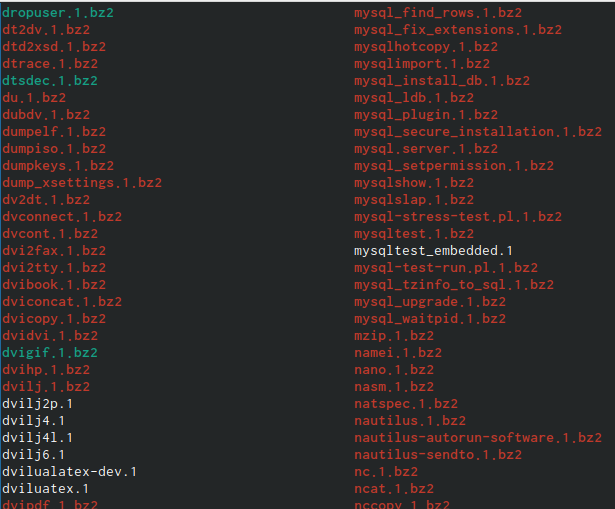 dropuser.1.bz2
dt2dv.1.bz2
dtd2xsd.1.bz2
dtrace.1.bz2
dtsdec.1.bz2
du.1.bz2
dubdv.1.bz2
dumpelf.1.bz2
dumpiso.1.bz2
dumpkeys.1.bz2
dump_xsettings.1.bz2
dv2dt.1.bz2
dvconnect.1.bz2
dvcont.1.bz2
dvi2fax.1.bz2
dvi2tty.1.bz2
dvibook.1.bz2
dviconcat.1.bz2
dvicopy.1.bz2
dvidvi.1.bz2
dvigif.1.bz2
dvihp.1.bz2
dvilj.1.bz2
dvilj2p.1
dvilj4.1
dvilj4l.1
dvilj6.1
dvilualatex-dev.1
dviluatex.1
dvipdf.1.bz2
mysql_find_rows.1.bz2
mysql_fix_extensions.1.bz2
mysqlhotcopy.1.bz2
mysqlimport.1.bz2
mysql_install_db.1.bz2
mysql_ldb.1.bz2
mysql_plugin.1.bz2
mysql_secure_installation.1.bz2
mysql.server.1.bz2
mysql_setpermission.1.bz2
mysqlshow.1.bz2
mysqlslap.1.bz2
mysql-stress-test.pl.1.bz2
mysqltest.1.bz2
mysqltest_embedded.1
mysql-test-run.pl.1.bz2
mysql_tzinfo_to_sql.1.bz2
mysql_upgrade.1.bz2
mysql_waitpid.1.bz2
mzip.1.bz2
namei.1.bz2
nano.1.bz2
nasm.1.bz2
natspec.1.bz2
nautilus.1.bz2
nautilus-autorun-software.1.bz2
nautilus-sendto.1.bz2
nc.1.bz2
ncat.1.bz2
nccopy.1.bz2